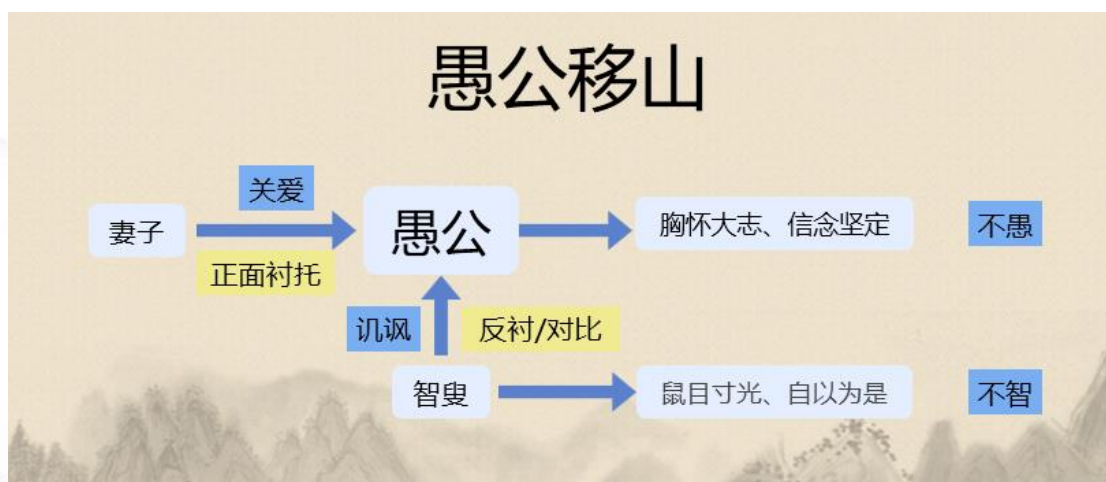 愚公移山
关爱
妻子
愚公
胸怀大志、信念坚定
不愚
正面衬托
讥讽
反衬/对比
智叟
鼠目寸光、自以为是
不智